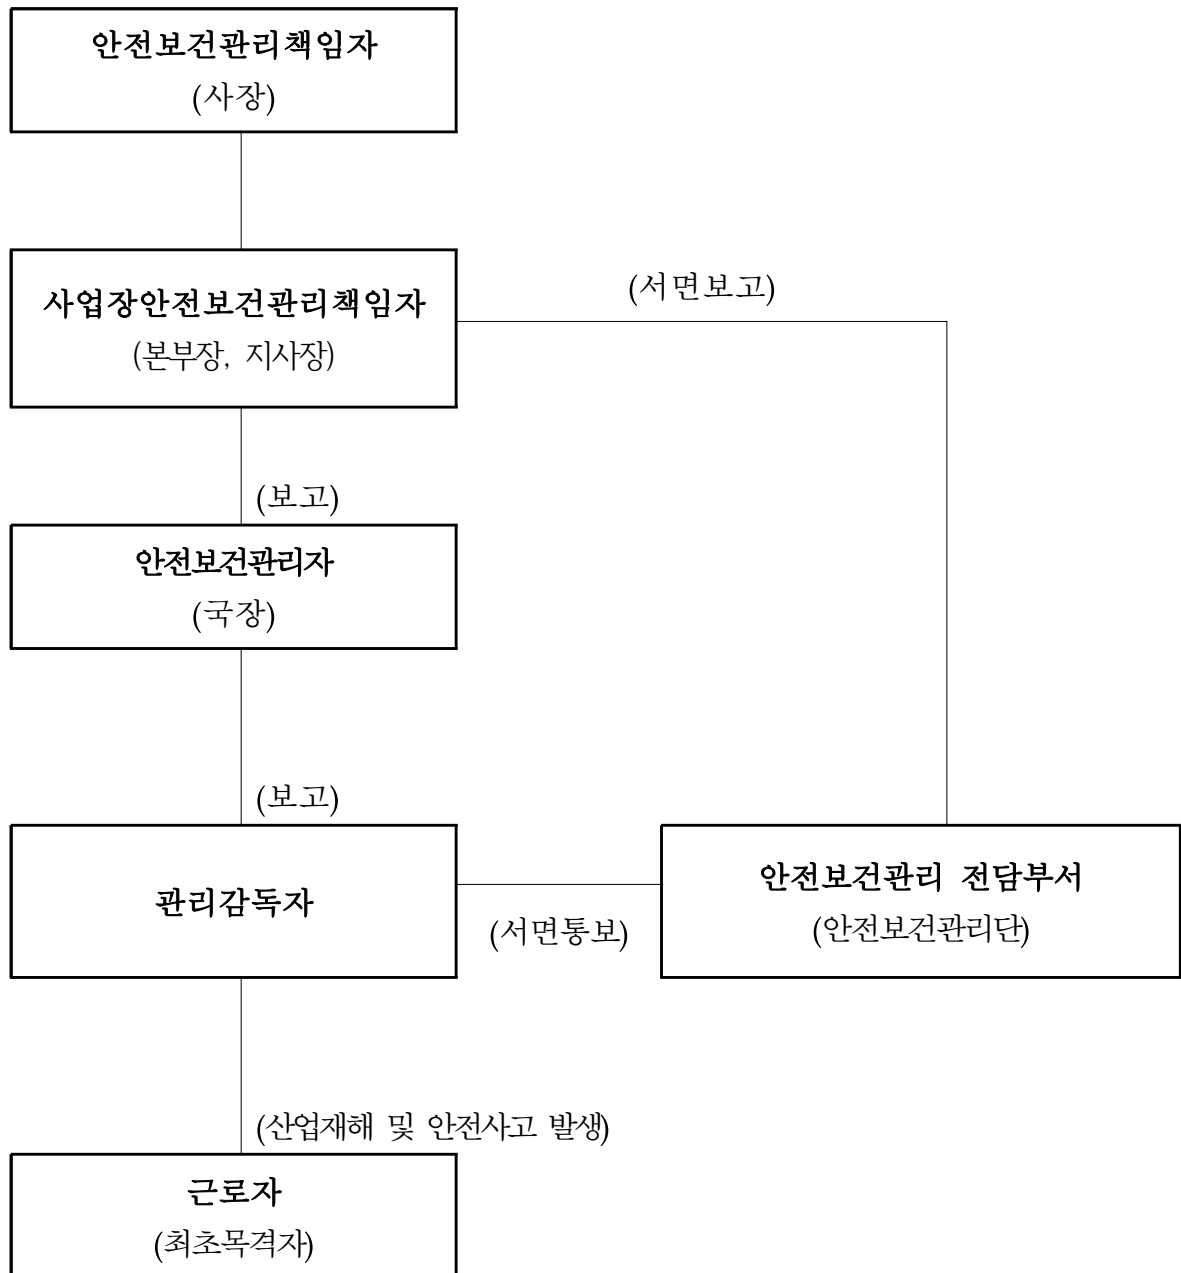 안전보건관리책임자
(사장)
사업장안전보건관리책임자
(본부장, 지사장)
(서면보고)
(보고)
안전보건관리자
(국장)
(보고)
관리감독자
(서면통보)
안전보건관리 전담부서
(안전보건관리단)
(산업재해 및 안전사고 발생)
근로자
(최초목격자)